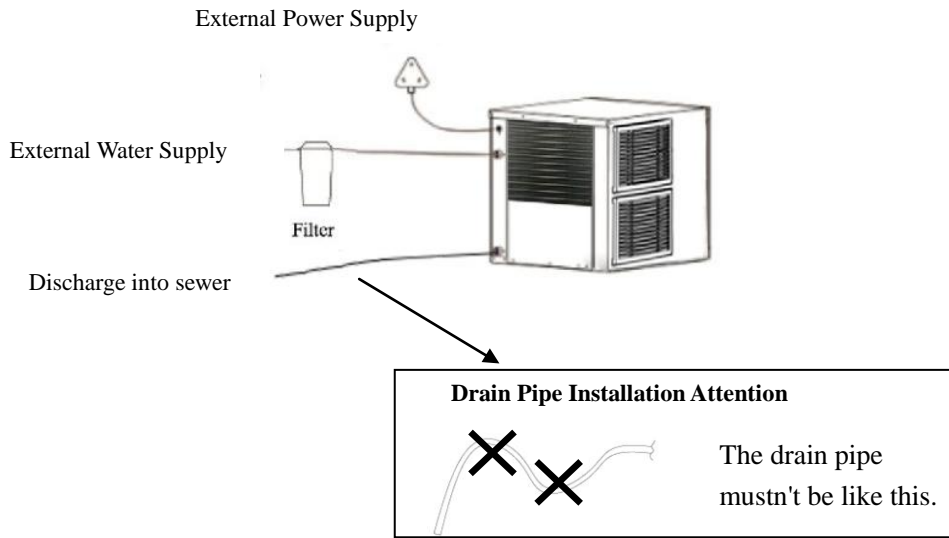 External Power Supply
External Water Supply
Filter
Discharge into sewer
Drain Pipe Installation Attention
The drain pipe
mustn't be like this.